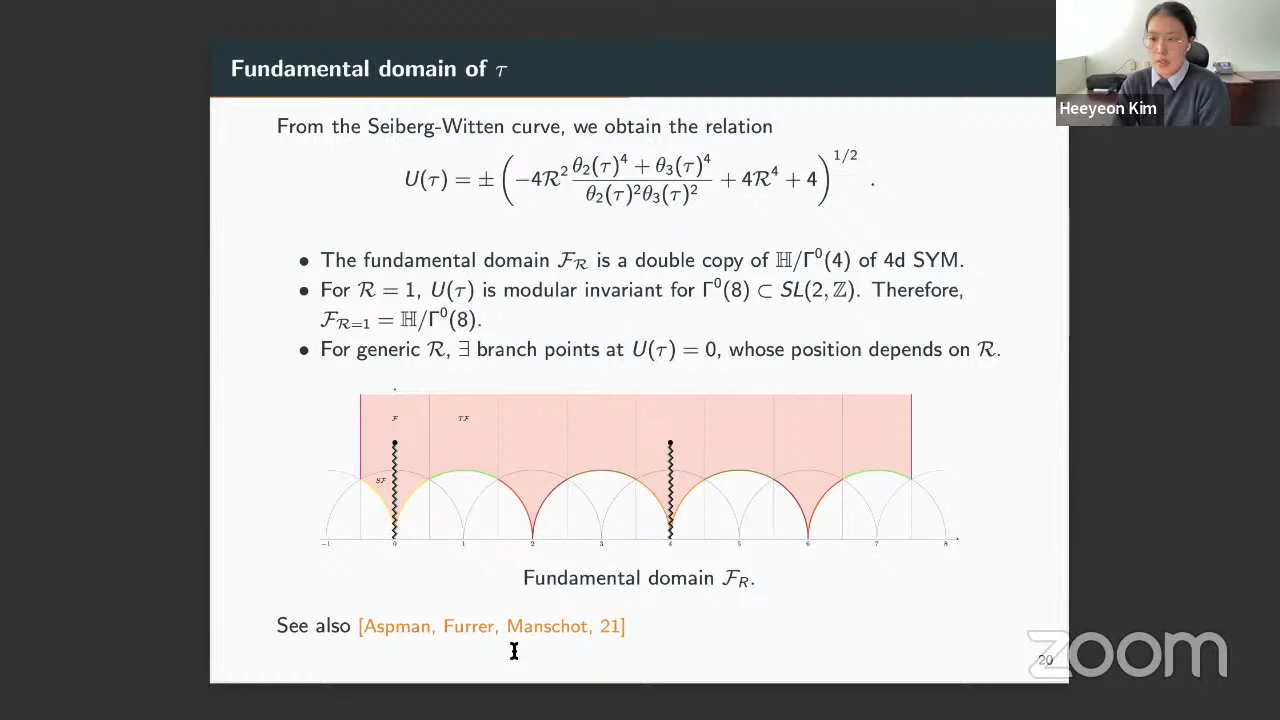 Fundamental domain of τ
Heeyeon Kim
From the Seiberg-Witten curve, we obtain the relation
U(τ) = ± (−4R² (θ₂(τ)⁴ + θ₃(τ)⁴) / (θ₂(τ)²θ₃(τ)²) + 4R⁴ + 4)^{1/2} .
• The fundamental domain F_R is a double copy of ℍ/Γ⁰(4) of 4d SYM.
• For R = 1, U(τ) is modular invariant for Γ⁰(8) ⊂ SL(2, ℤ). Therefore,
F_{R=1} = ℍ/Γ⁰(8).
• For generic R, ∃ branch points at U(τ) = 0, whose position depends on R.
F TF
SF
−1 0 1 2 3 4 5 6 7 8
Fundamental domain F_R.
See also [Aspman, Furrer, Manschot, 21]
20
zoom